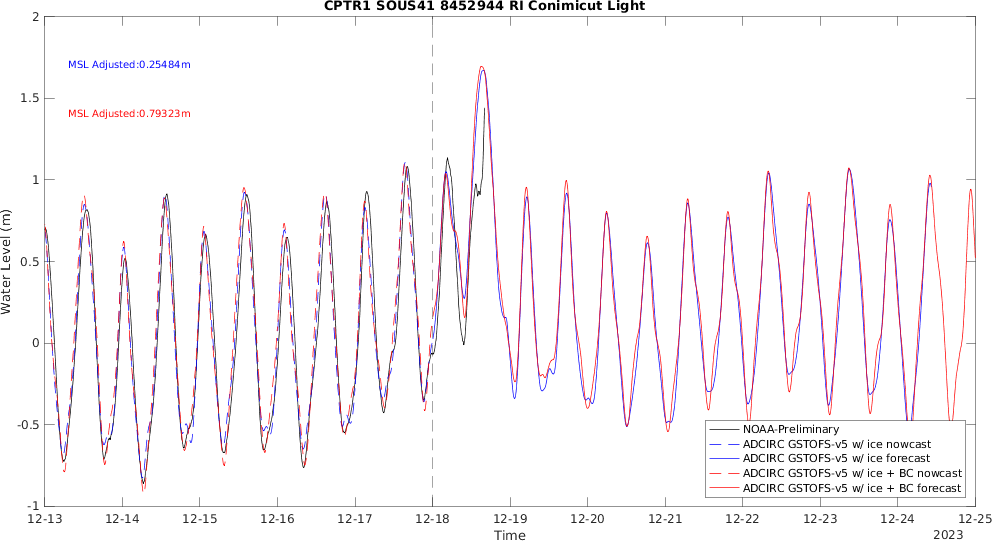 CPTR1 SOUS41 8452944 RI Conimicut Light
MSL Adjusted:0.25484m
MSL Adjusted:0.79323m
Water Level (m)
2
1.5
1
0.5
0
-0.5
-1
NOAA-Preliminary
ADCIRC GSTOFS-v5 w/ ice nowcast
ADCIRC GSTOFS-v5 w/ ice forecast
ADCIRC GSTOFS-v5 w/ ice + BC nowcast
ADCIRC GSTOFS-v5 w/ ice + BC forecast
12-13 12-14 12-15 12-16 12-17 12-18 12-19 12-20 12-21 12-22 12-23 12-24 12-25
Time
2023